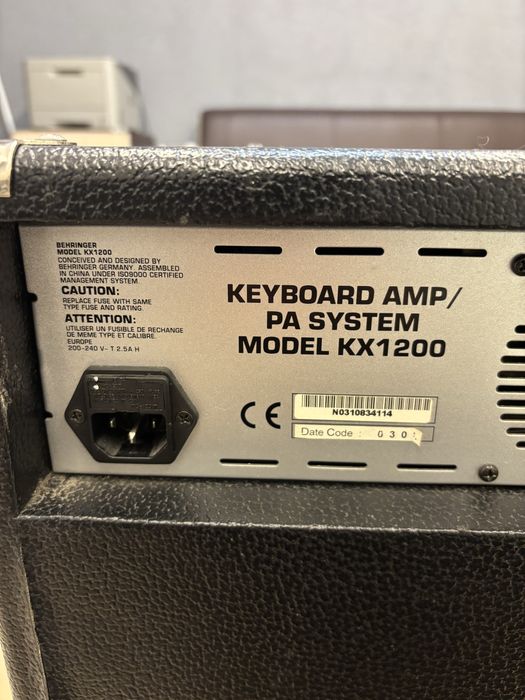 BEHRINGER
MODEL KX1200
CONCEIVED AND DESIGNED BY
BEHRINGER GERMANY. ASSEMBLED
IN CHINA UNDER ISO9000 CERTIFIED
MANAGEMENT SYSTEM
CAUTION:
REPLACE FUSE WITH SAME
TYPE FUSE AND RATING.
ATTENTION:
UTILISER UN FUSIBLE DE RECHANGE
DE MEME TYPE ET CALIBRE.
EUROPE
200-240 V~ T 2.5A H
KEYBOARD AMP/
PA SYSTEM
MODEL KX1200
CE
N0310834114
Date Code : 030